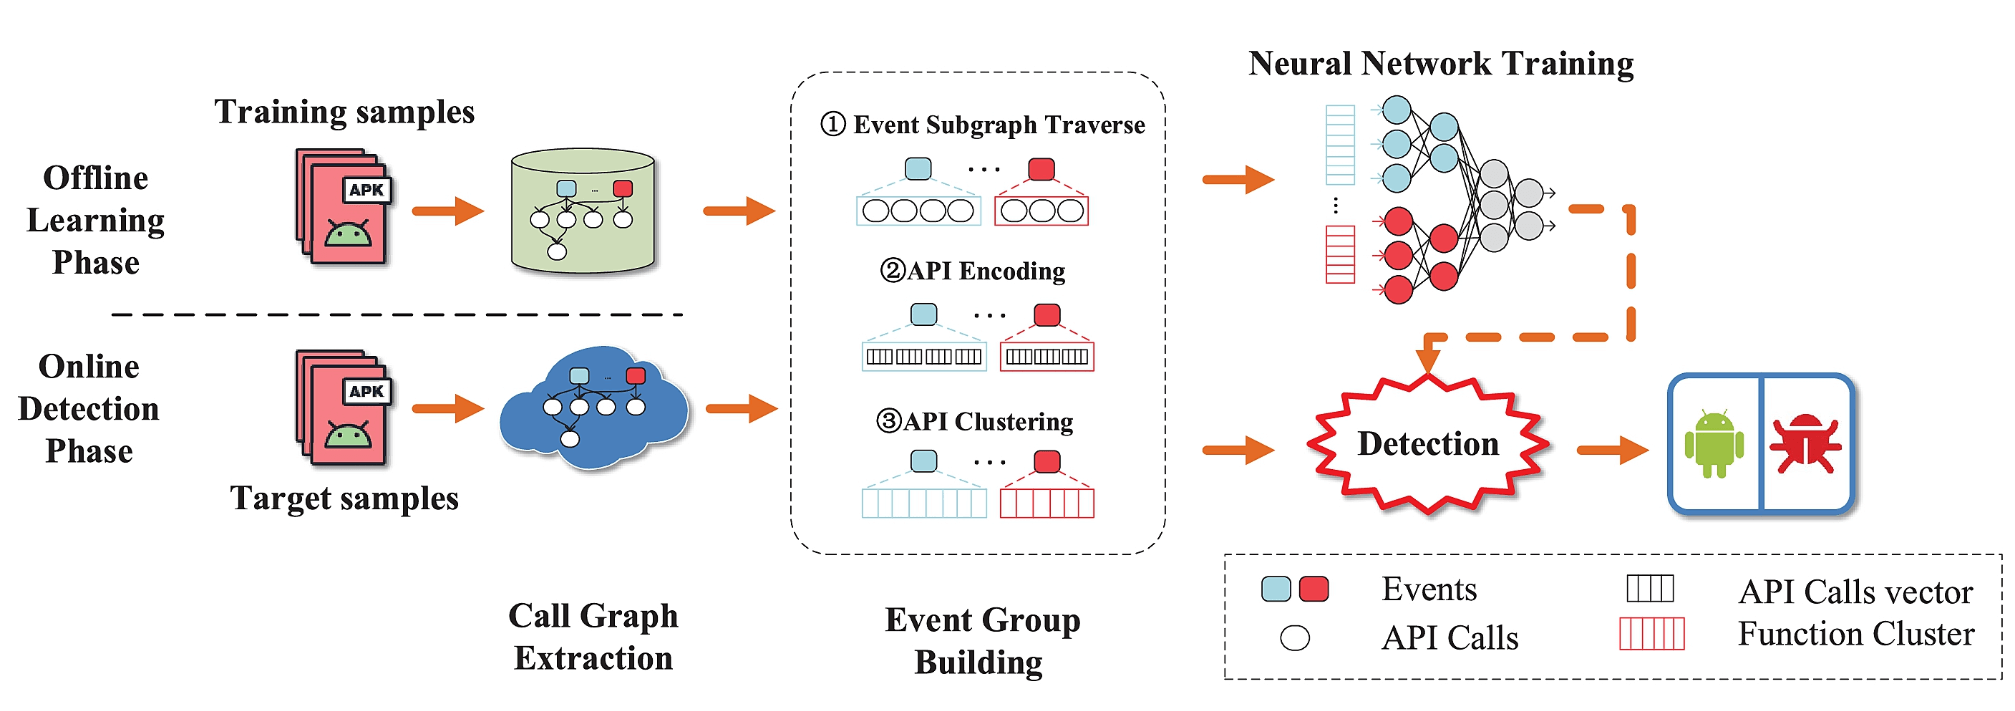 Neural Network Training
Training samples
① Event Subgraph Traverse
Offline
Learning
Phase
APK
...
...
②API Encoding
...
Online
Detection
Phase
APK
...
③API Clustering
...
Detection
Target samples
Call Graph
Extraction
Event Group
Building
Events
API Calls vector
API Calls
Function Cluster